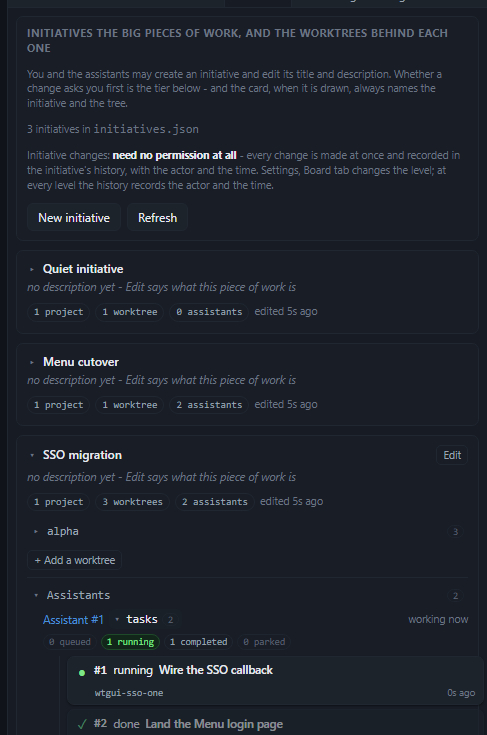 INITIATIVES THE BIG PIECES OF WORK, AND THE WORKTREES BEHIND EACH
ONE
You and the assistants may create an initiative and edit its title and description. Whether a
change asks you first is the tier below - and the card, when it is drawn, always names the
initiative and the tree.
3 initiatives in initiatives.json
Initiative changes: need no permission at all - every change is made at once and recorded in
the initiative's history, with the actor and the time. Settings, Board tab changes the level; at
every level the history records the actor and the time.
New initiative Refresh
Quiet initiative
no description yet - Edit says what this piece of work is
1 project 1 worktree 0 assistants edited 5s ago
Menu cutover
no description yet - Edit says what this piece of work is
1 project 1 worktree 2 assistants edited 5s ago
SSO migration Edit
no description yet - Edit says what this piece of work is
1 project 3 worktrees 2 assistants edited 5s ago
alpha 3
+ Add a worktree
Assistants 2
Assistant #1 tasks 2 working now
0 queued 1 running 1 completed 0 parked
#1 running Wire the SSO callback
wtgui-sso-one 0s ago
✓ #2 done Land the Menu login page